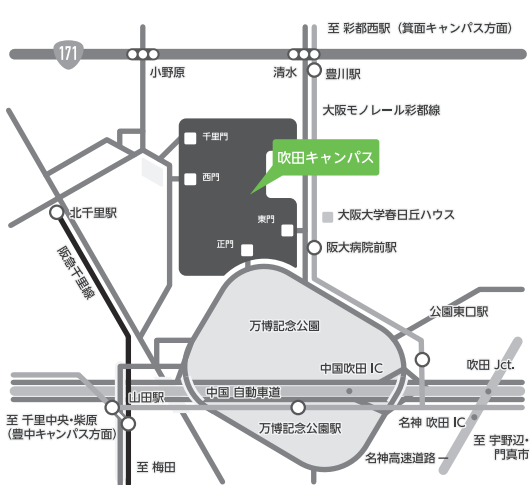 至 彩都西駅（箕面キャンパス方面）
171
小野原
清水
豊川駅
大阪モノレール彩都線
千里門
吹田キャンパス
西門
北千里駅
東門
大阪大学春日丘ハウス
正門
阪大病院前駅
阪急千里線
公園東口駅
万博記念公園
中国吹田 IC
吹田 Jct.
山田駅
中国 自動車道
至 千里中央・柴原
（豊中キャンパス方面）
万博記念公園駅
名神 吹田 IC
至 宇野辺・
門真市
至 梅田
名神高速道路